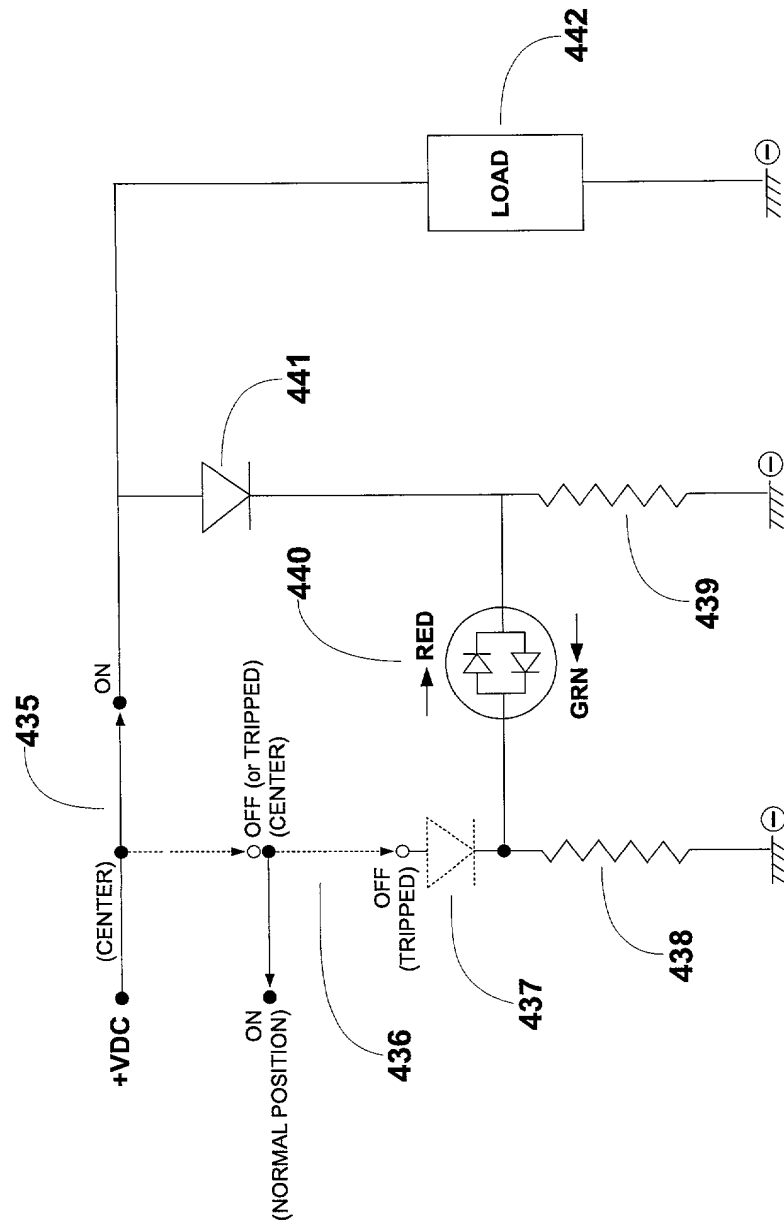 435
ON
+VDC
(CENTER)
OFF (or TRIPPED)
(CENTER)
ON
(NORMAL POSITION)
436
OFF
(TRIPPED)
437
438
440
RED
GRN
441
439
442
LOAD